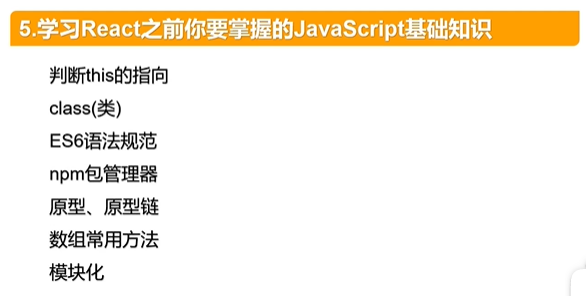 5.学习React之前你要掌握的JavaScript基础知识
判断this的指向
class(类)
ES6语法规范
npm包管理器
原型、原型链
数组常用方法
模块化